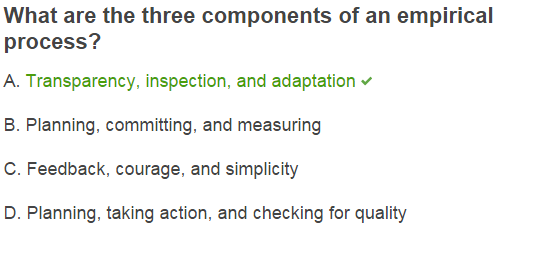 What are the three components of an empirical
process?
A. Transparency, inspection, and adaptation ✔
B. Planning, committing, and measuring
C. Feedback, courage, and simplicity
D. Planning, taking action, and checking for quality